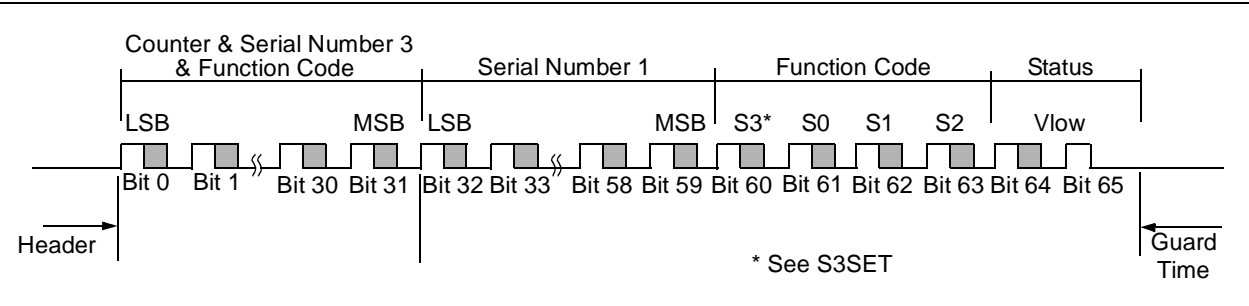 Counter & Serial Number 3
& Function Code Serial Number 1 Function Code Status
LSB MSB LSB MSB S3* S0 S1 S2 Vlow
Bit 0 Bit 1 Bit 30 Bit 31 Bit 32 Bit 33 Bit 58 Bit 59 Bit 60 Bit 61 Bit 62 Bit 63 Bit 64 Bit 65
Header Guard
Time
* See S3SET